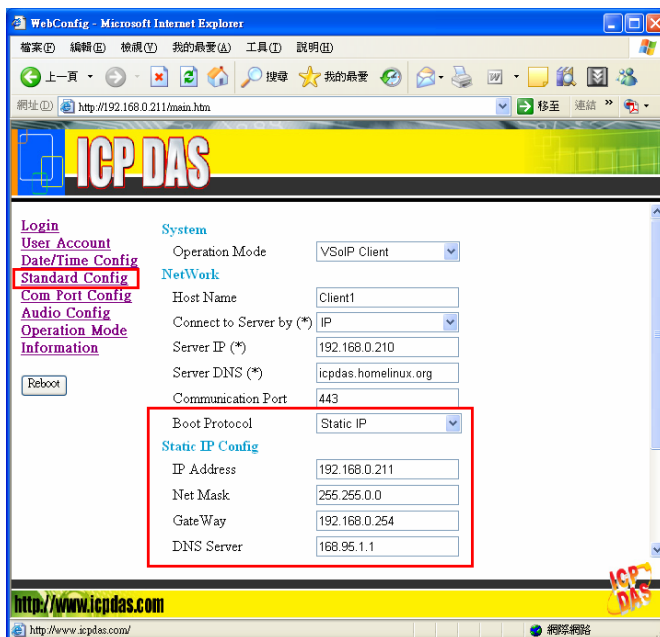 WebConfig - Microsoft Internet Explorer
檔案(F) 編輯(E) 檢視(V) 我的最愛(A) 工具(T) 說明(H)
上一頁 搜尋 我的最愛
網址(D) http://192.168.0.211/main.htm 移至 連結 »
ICP DAS
Login
User Account
Date/Time Config
Standard Config
Com Port Config
Audio Config
Operation Mode
Information
Reboot
System
Operation Mode VSoIP Client
NetWork
Host Name Client1
Connect to Server by (*) IP
Server IP (*) 192.168.0.210
Server DNS (*) icpdas.homelinux.org
Communication Port 443
Boot Protocol Static IP
Static IP Config
IP Address 192.168.0.211
Net Mask 255.255.0.0
GateWay 192.168.0.254
DNS Server 168.95.1.1
http://www.icpdas.com
ICP DAS
http://www.icpdas.com/ 網際網路